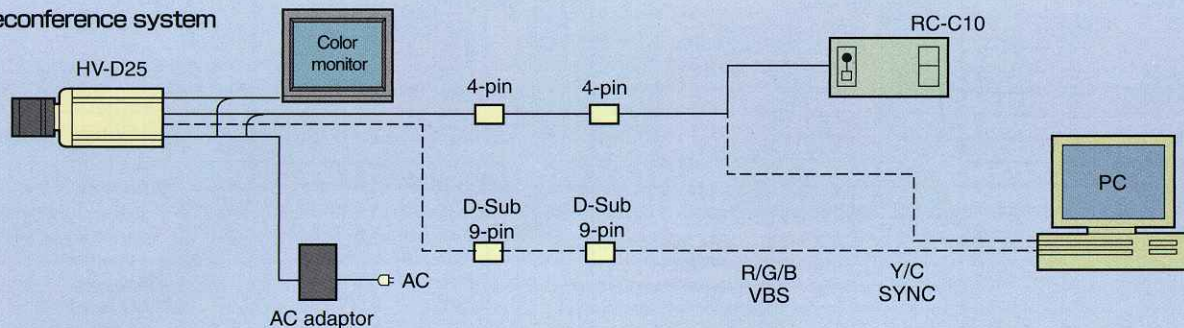 econference system
HV-D25
Color
monitor
RC-C10
4-pin
4-pin
PC
D-Sub
9-pin
D-Sub
9-pin
R/G/B
VBS
Y/C
SYNC
AC
AC adaptor